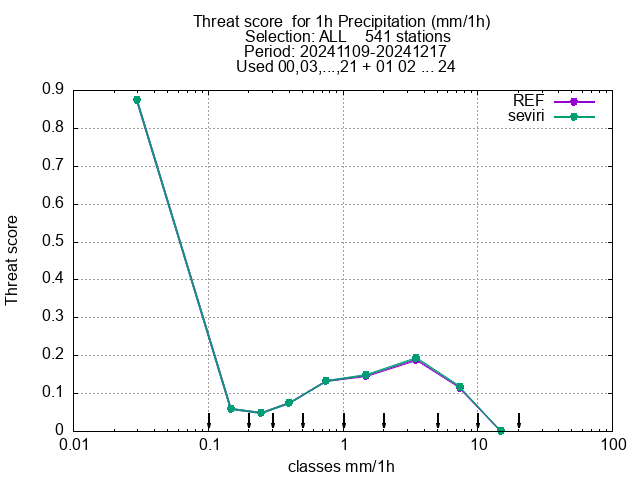 Threat score  for 1h Precipitation (mm/1h)
Selection: ALL    541 stations
Period: 20241109-20241217
Used 00,03,...,21 + 01 02 ... 24
REF
seviri
0.9
0.8
0.7
0.6
0.5
0.4
0.3
0.2
0.1
0
Threat score
0.01 0.1 1 10 100
classes mm/1h